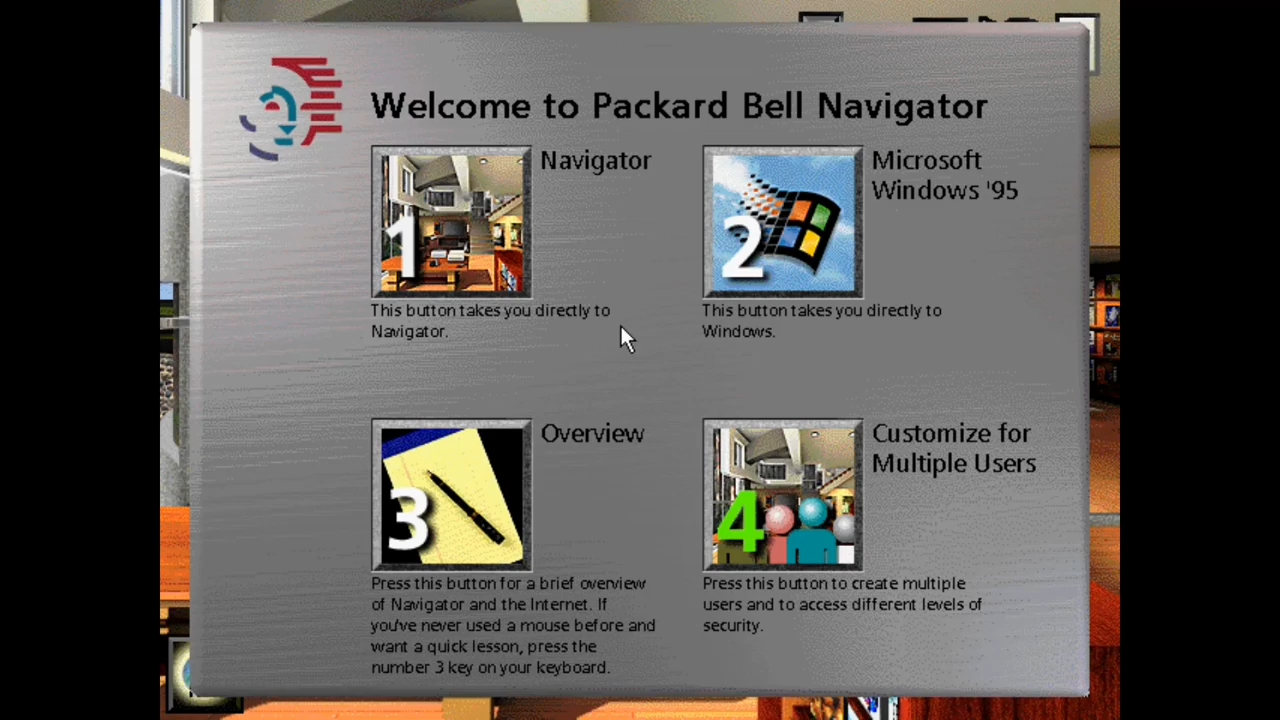 Welcome to Packard Bell Navigator
1
Navigator
This button takes you directly to
Navigator.
2
Microsoft
Windows '95
This button takes you directly to
Windows.
3
Overview
Press this button for a brief overview
of Navigator and the Internet. If
you've never used a mouse before and
want a quick lesson, press the
number 3 key on your keyboard.
4
Customize for
Multiple Users
Press this button to create multiple
users and to access different levels of
security.